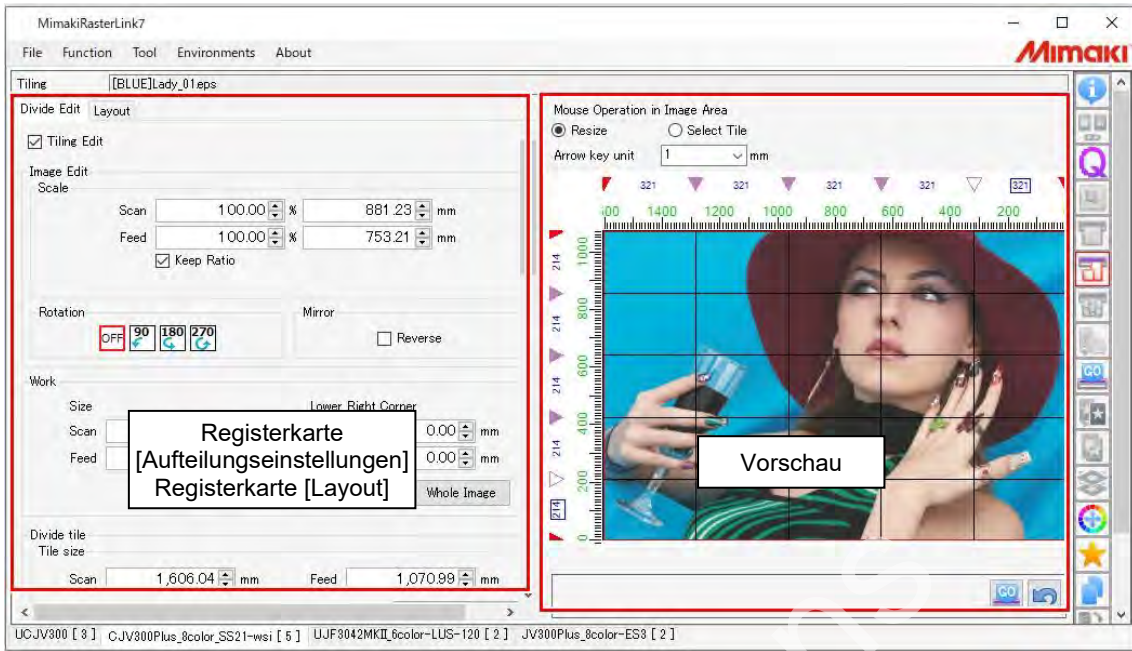 MimakiRasterLink7
File Function Tool Environments About
Mimaki
Tiling [BLUE]Lady_01eps
Divide Edit Layout
Tiling Edit
Image Edit
Scale
Scan 100.00 % 881.23 mm
Feed 100.00 % 753.21 mm
Keep Ratio
Rotation
OFF 90 180 270
Mirror
Reverse
Work
Size Lower Right Corner
Scan 0.00 mm
Feed 0.00 mm
Whole Image
Registerkarte
[Aufteilungseinstellungen]
Registerkarte [Layout]
Divide tile
Tile size
Scan 1,606.04 mm Feed 1,070.99 mm
Mouse Operation in Image Area
Resize Select Tile
Arrow key unit 1 mm
321 321 321 321 321
1400 1200 1000 800 600 400 200
1000 800 600 400 200 0
214 214 214 214 214
Vorschau
GO
GO
UCJV300 [ 3 ] CJV300Plus_8color_SS21-wsi [ 5 ] UJF3042MKII_6color-LUS-120 [ 2 ] JV300Plus_8color-ES3 [ 2 ]